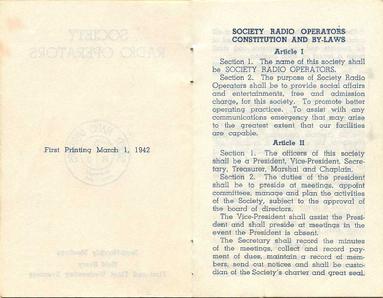 First Printing March 1, 1942
SOCIETY RADIO OPERATORS
CONSTITUTION AND BY-LAWS
Article I
Section 1. The name of this society shall
be SOCIETY RADIO OPERATORS.
Section 2. The purpose of Society Radio
Operators shall be to provide social affairs
and entertainments, free and admission
charge, for this society. To promote better
operating practices. To assist with any
communications emergency that may arise
to the greatest extent that our facilities
are capable.
Article II
Section 1. The officers of this society
shall be a President, Vice-President, Secre-
tary, Treasurer, Marshal and Chaplain.
Section 2. The duties of the president
shall be to preside at meetings, appoint
committees, manage and plan the activities
of the Society, subject to the approval of
the board of directors.
The Vice-President shall assist the Presi-
dent and shall preside at meetings in the
event the President is absent.
The Secretary shall record the minutes
of the meetings, collect and record pay-
ment of dues, maintain a record of mem-
bers, send out notices and shall be custo-
dian of the Society's charter and great seal.